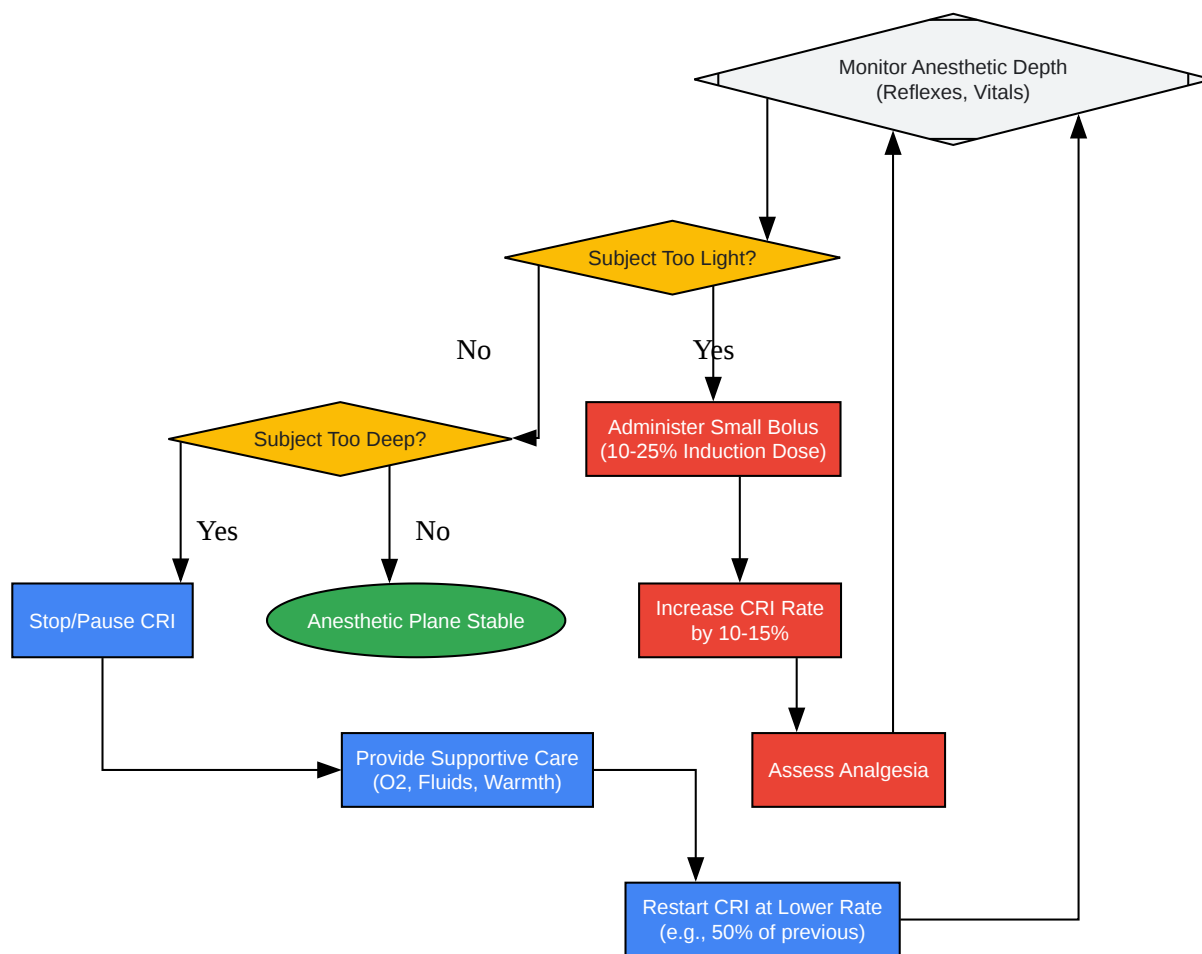 Monitor Anesthetic Depth
(Reflexes, Vitals)
Subject Too Light?
No
Yes
Subject Too Deep?
Administer Small Bolus
(10-25% Induction Dose)
Yes
No
Stop/Pause CRI
Anesthetic Plane Stable
Increase CRI Rate
by 10-15%
Provide Supportive Care
(O2, Fluids, Warmth)
Assess Analgesia
Restart CRI at Lower Rate
(e.g., 50% of previous)